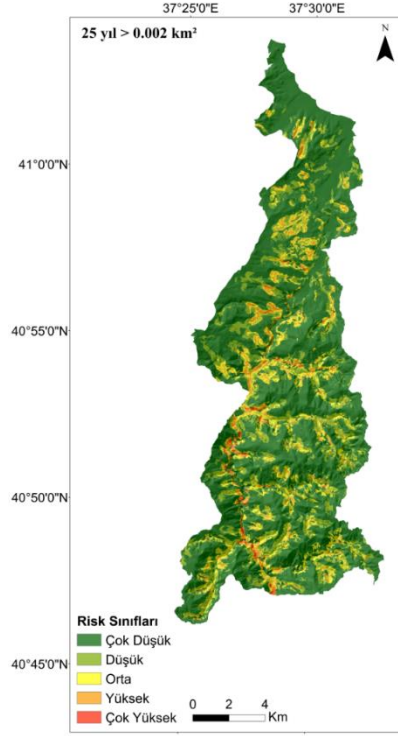 37°25'0"E 37°30'0"E
25 yıl > 0.002 km²
N
41°0'0"N
40°55'0"N
40°50'0"N
40°45'0"N
Risk Sınıfları
Çok Düşük
Düşük
Orta
Yüksek
Çok Yüksek
0 2 4
Km